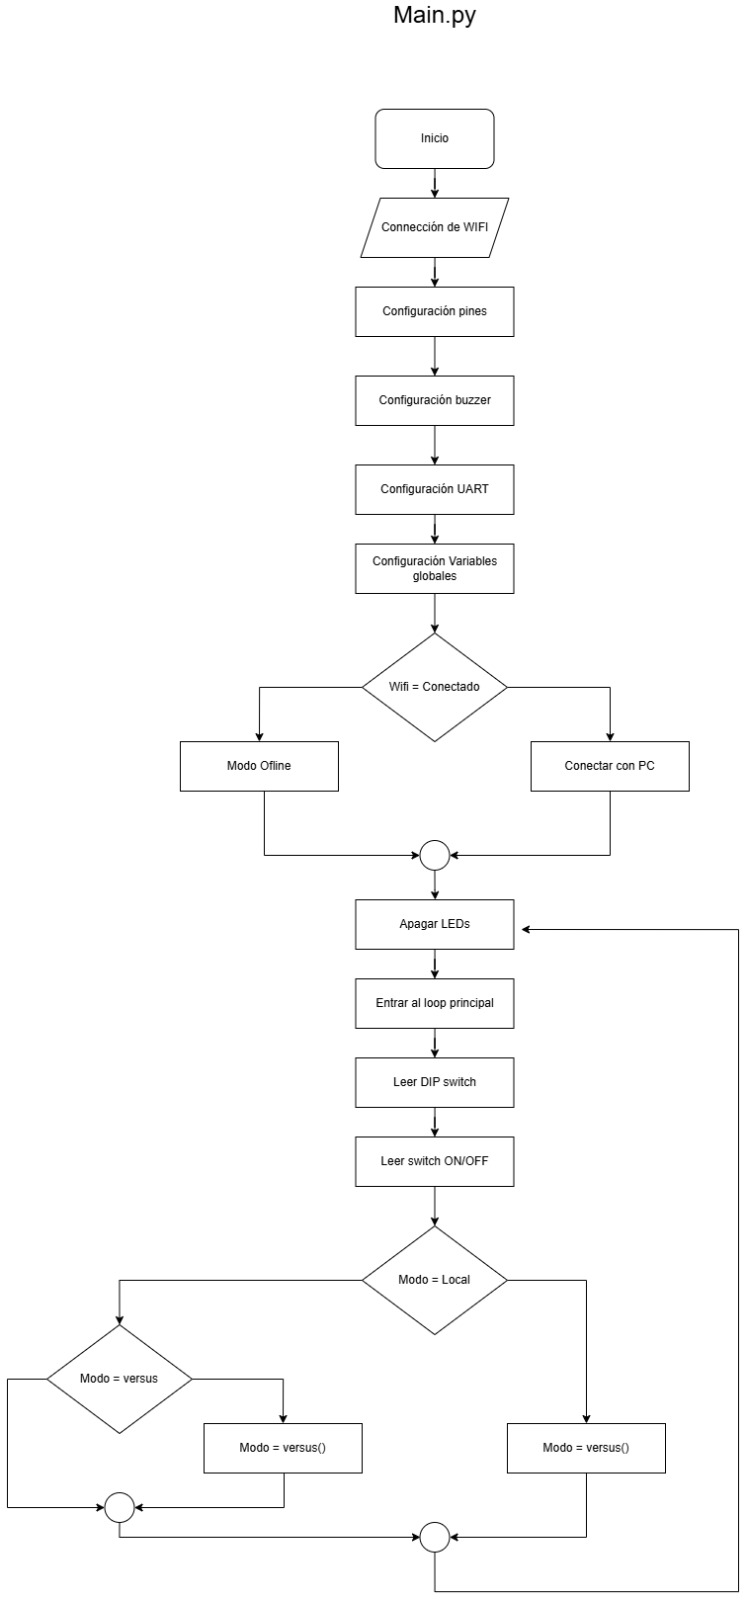 Main.py
Inicio
Connección de WIFI
Configuración pines
Configuración buzzer
Configuración UART
Configuración Variables
globales
Wifi = Conectado
Modo Ofline
Conectar con PC
Apagar LEDs
Entrar al loop principal
Leer DIP switch
Leer switch ON/OFF
Modo = Local
Modo = versus
Modo = versus()
Modo = versus()